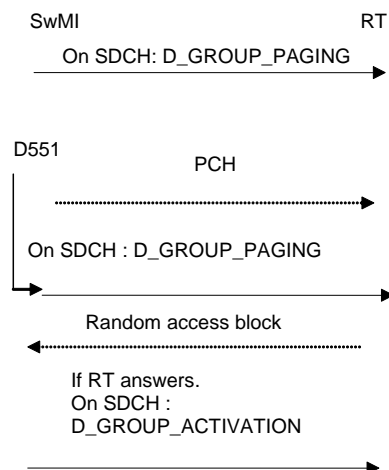 SwMI RT
On SDCH: D_GROUP_PAGING
D551
PCH
On SDCH : D_GROUP_PAGING
Random access block
If RT answers.
On SDCH :
D_GROUP_ACTIVATION